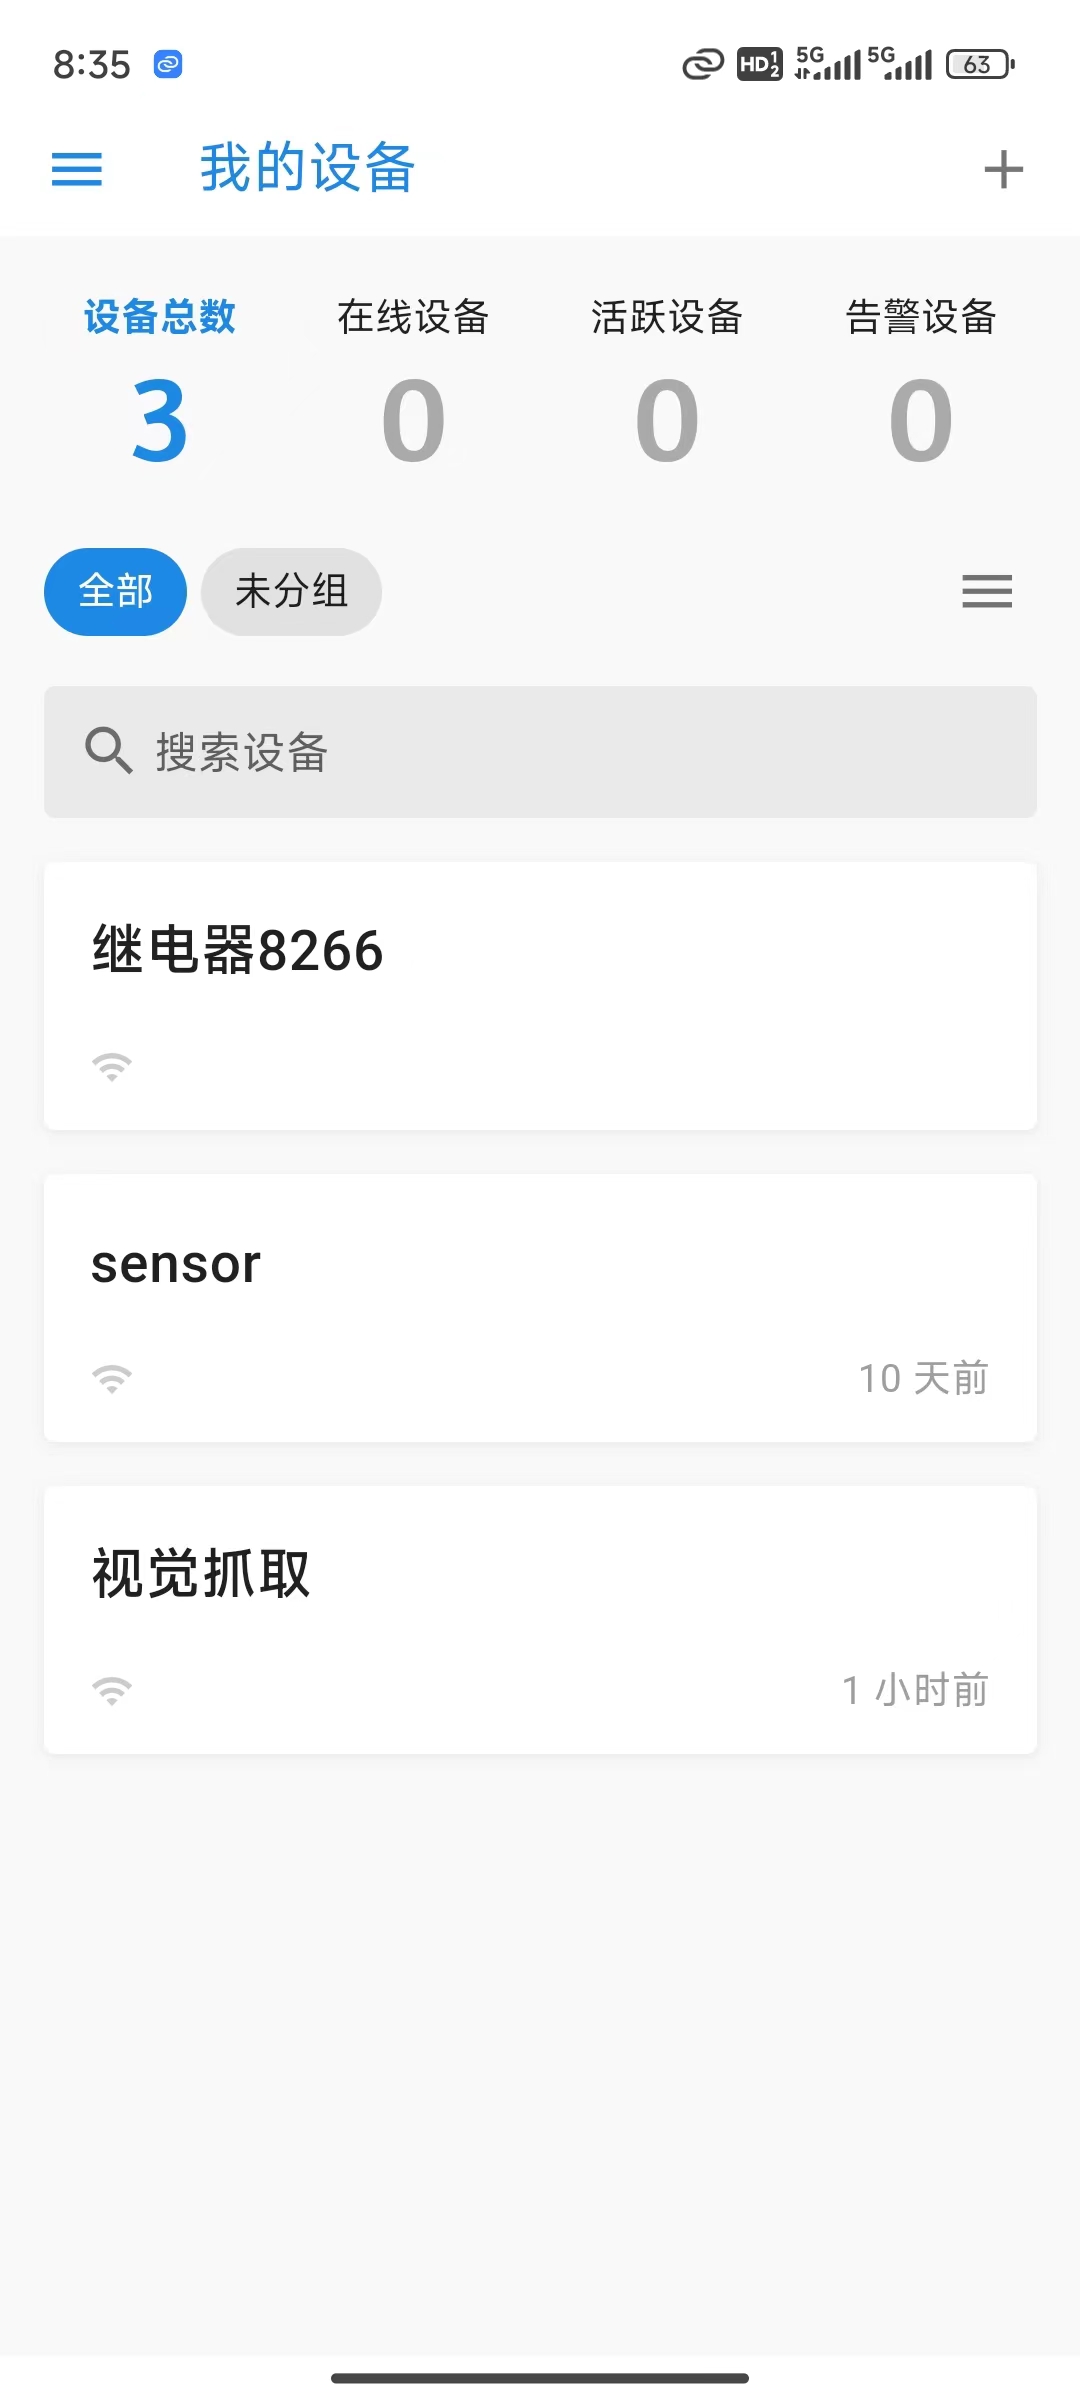 8:35 HD 1 2 5G 5G 63
我的设备
设备总数 在线设备 活跃设备 告警设备
3 0 0 0
全部 未分组
搜索设备
继电器8266
sensor
10 天前
视觉抓取
1 小时前